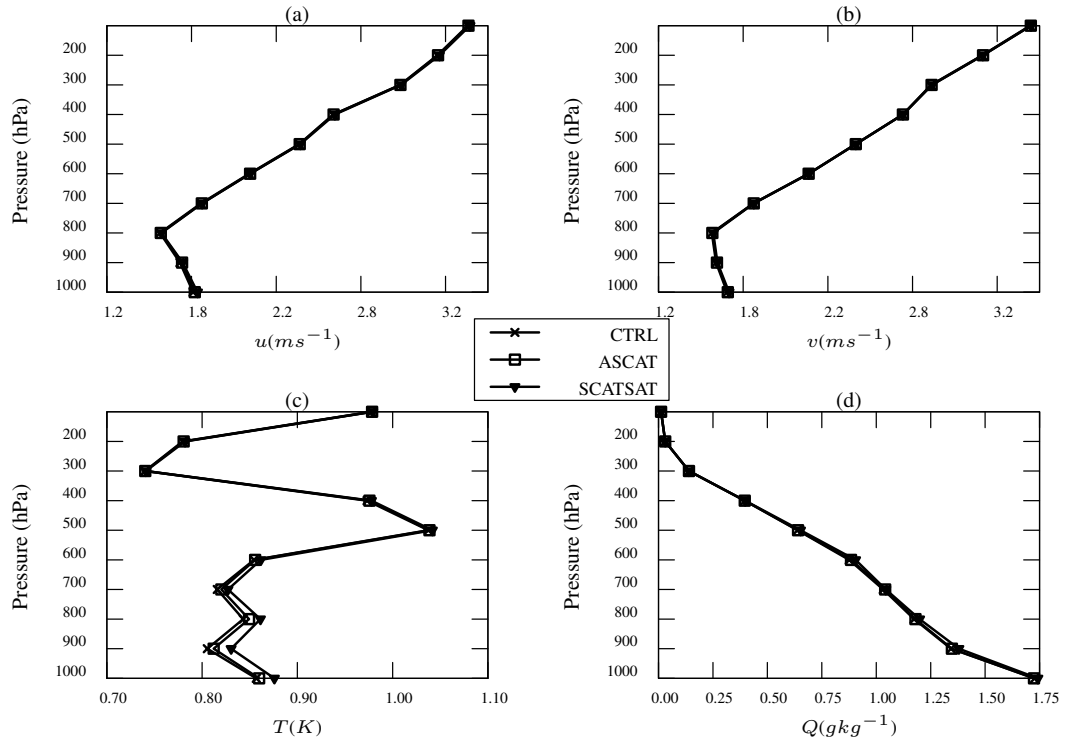 (a)
Pressure (hPa)
200
300
400
500
600
700
800
900
1000
1.2 1.8 2.2 2.8 3.2
u(ms⁻¹)
(b)
Pressure (hPa)
200
300
400
500
600
700
800
900
1000
1.2 1.8 2.2 2.8 3.2
v(ms⁻¹)
CTRL
ASCAT
SCATSAT
(c)
Pressure (hPa)
200
300
400
500
600
700
800
900
1000
0.70 0.80 0.90 1.00 1.10
T(K)
(d)
Pressure (hPa)
200
300
400
500
600
700
800
900
1000
0.00 0.25 0.50 0.75 1.00 1.25 1.50 1.75
Q(gkg⁻¹)